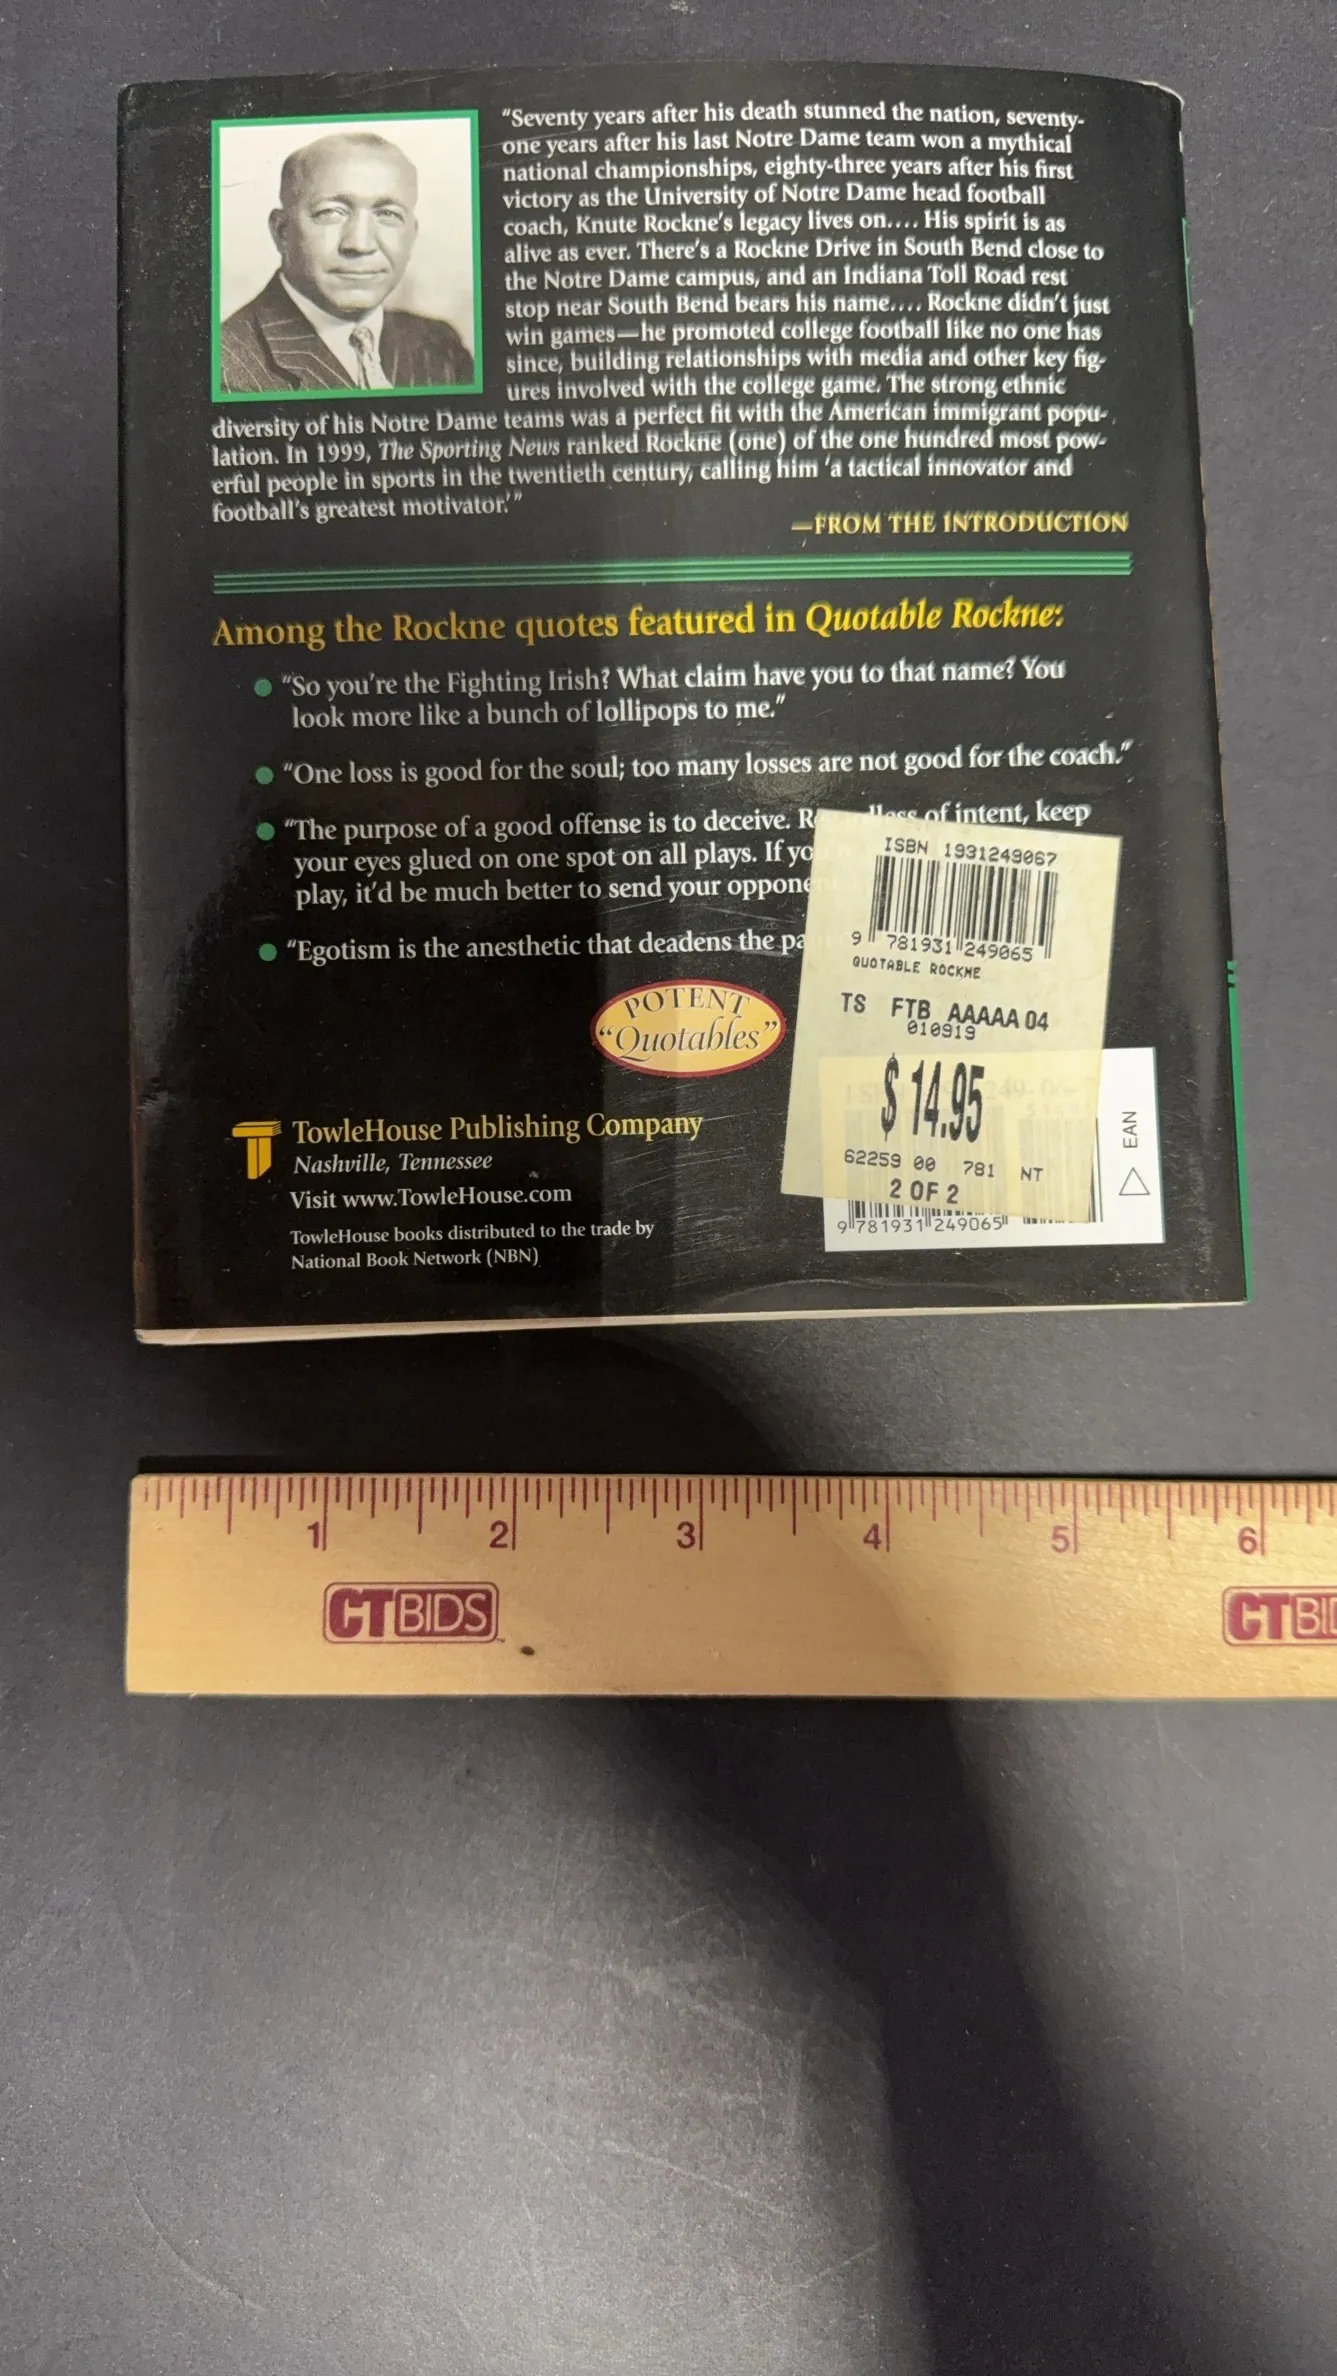 "Seventy years after his death stunned the nation, seventy-
one years after his last Notre Dame team won a mythical
national championships, eighty-three years after his first
victory as the University of Notre Dame head football
coach, Knute Rockne's legacy lives on.... His spirit is as
alive as ever. There's a Rockne Drive in South Bend close to
the Notre Dame campus, and an Indiana Toll Road rest
stop near South Bend bears his name.... Rockne didn't just
win games—he promoted college football like no one has
since, building relationships with media and other key fig-
ures involved with the college game. The strong ethnic
diversity of his Notre Dame teams was a perfect fit with the American immigrant popu-
lation. In 1999, The Sporting News ranked Rockne (one) of the one hundred most pow-
erful people in sports in the twentieth century, calling him 'a tactical innovator and
football's greatest motivator.'"
—FROM THE INTRODUCTION
Among the Rockne quotes featured in Quotable Rockne:
"So you're the Fighting Irish? What claim have you to that name? You
look more like a bunch of lollipops to me."
"One loss is good for the soul; too many losses are not good for the coach."
"The purpose of a good offense is to deceive. of intent, keep
your eyes glued on one spot on all plays. If
play, it'd be much better to send your
"Egotism is the anesthetic that deadens the
POTENT
"Quotables"
TowleHouse Publishing Company
Nashville, Tennessee
Visit www.TowleHouse.com
TowleHouse books distributed to the trade by
National Book Network (NBN)
ISBN 1931249067
9 781931 249065
QUOTABLE ROCKNE
TS FTB AAAAA 04
010919
$ 14.95
62259 00 781 NT
2 OF 2
EAN
9 781931 249065
1 2 3 4 5 6
CTBIDS
CTBID